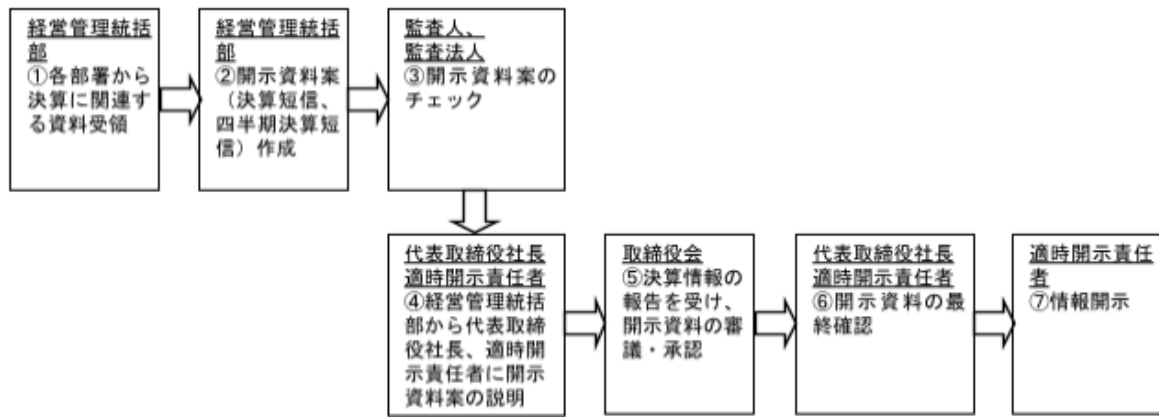 経営管理統括
部
①各部署から
決算に関連す
る資料受領
経営管理統括
部
②開示資料案
（決算短信、
四半期決算短
信）作成
監査人、
監査法人
③開示資料案の
チェック
代表取締役社長
適時開示責任者
④経営管理統括
部から代表取締
役社長、適時開
示責任者に開示
資料案の説明
取締役会
⑤決算情報の
報告を受け、
開示資料の審
議・承認
代表取締役社長
適時開示責任者
⑥開示資料の最
終確認
適時開示責任
者
⑦情報開示